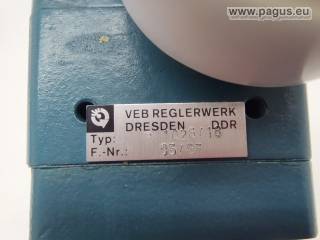 www.pagus.eu
VEB REGLERWERK
DRESDEN DDR
Typ:
F.-Nr.: